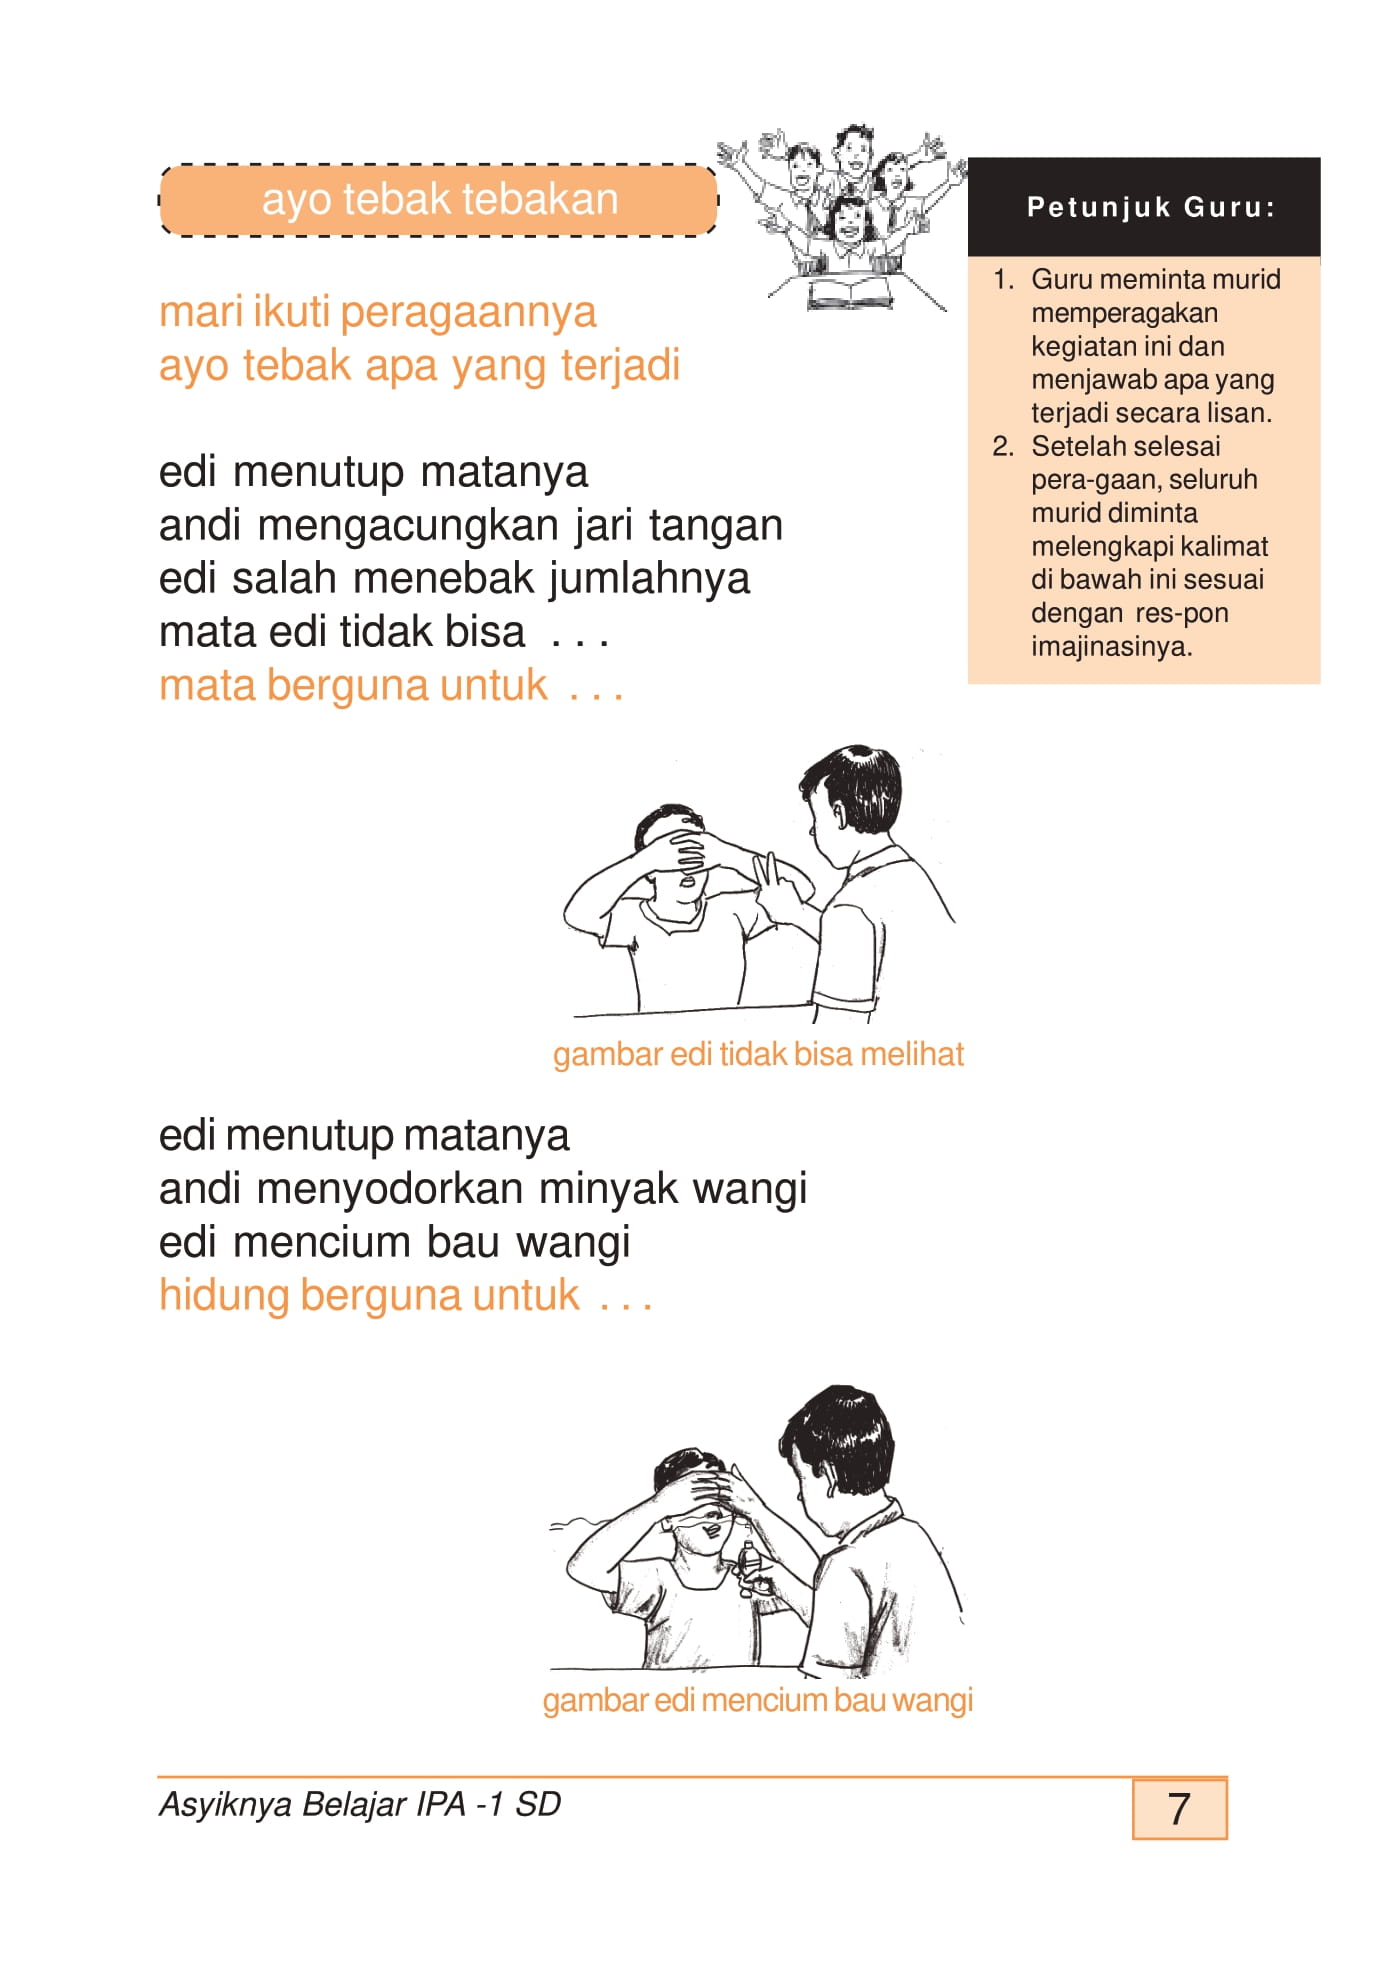 ayo tebak tebakan
mari ikuti peragaannya
ayo tebak apa yang terjadi
edi menutup matanya
andi mengacungkan jari tangan
edi salah menebak jumlahnya
mata edi tidak bisa . . .
mata berguna untuk . . .
Petunjuk Guru:
1. Guru meminta murid
memperagakan
kegiatan ini dan
menjawab apa yang
terjadi secara lisan.
2. Setelah selesai
pera-gaan, seluruh
murid diminta
melengkapi kalimat
di bawah ini sesuai
dengan res-pon
imajinasinya.
gambar edi tidak bisa melihat
edi menutup matanya
andi menyodorkan minyak wangi
edi mencium bau wangi
hidung berguna untuk . . .
gambar edi mencium bau wangi
Asyiknya Belajar IPA -1 SD
7